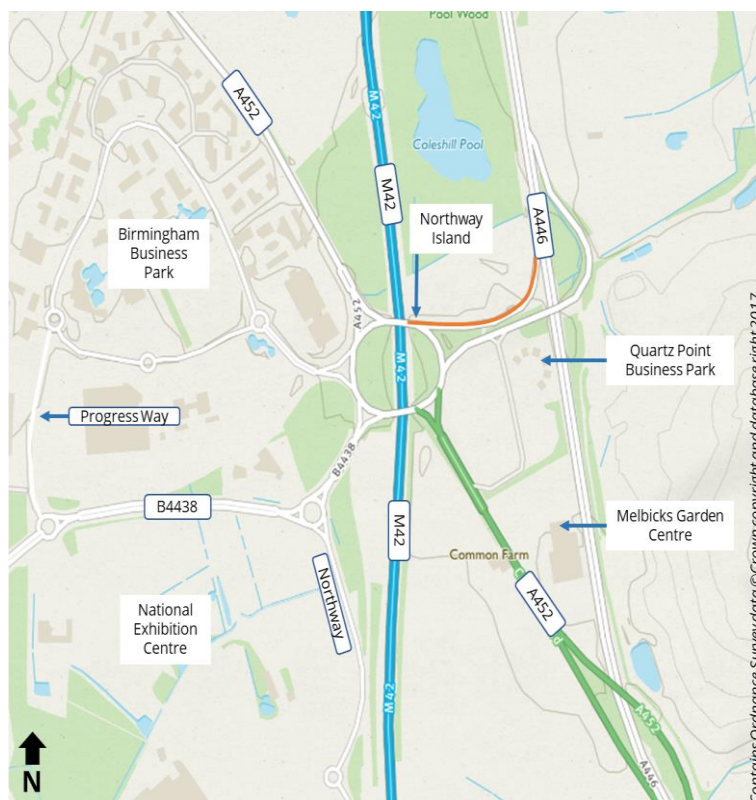 Pool Wood
A452
M42
Coleshill Pool
M42
Northway
Island
A446
Birmingham
Business
Park
A452
M42
Quartz Point
Business Park
Progress Way
B4438
B4438
M42
Melbicks Garden
Centre
Common Farm
Northway
A452
National
Exhibition
Centre
M42
A452
A446
N
Contains Ordnance Survey data © Crown copyright and database right 2017